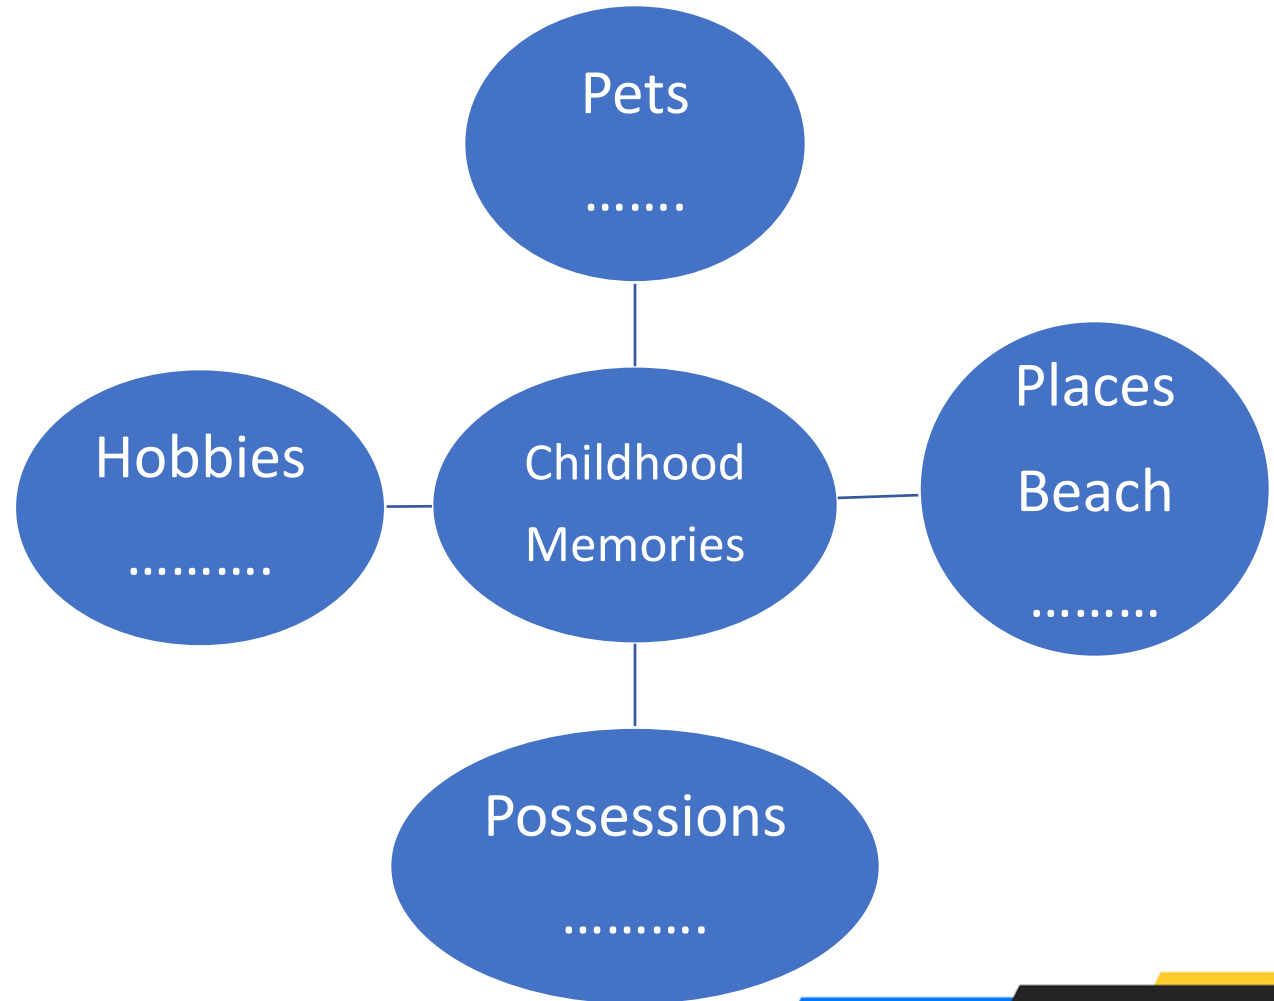 Pets
.......
Places
Beach
.........
Hobbies
..........
Childhood
Memories
Possessions
..........